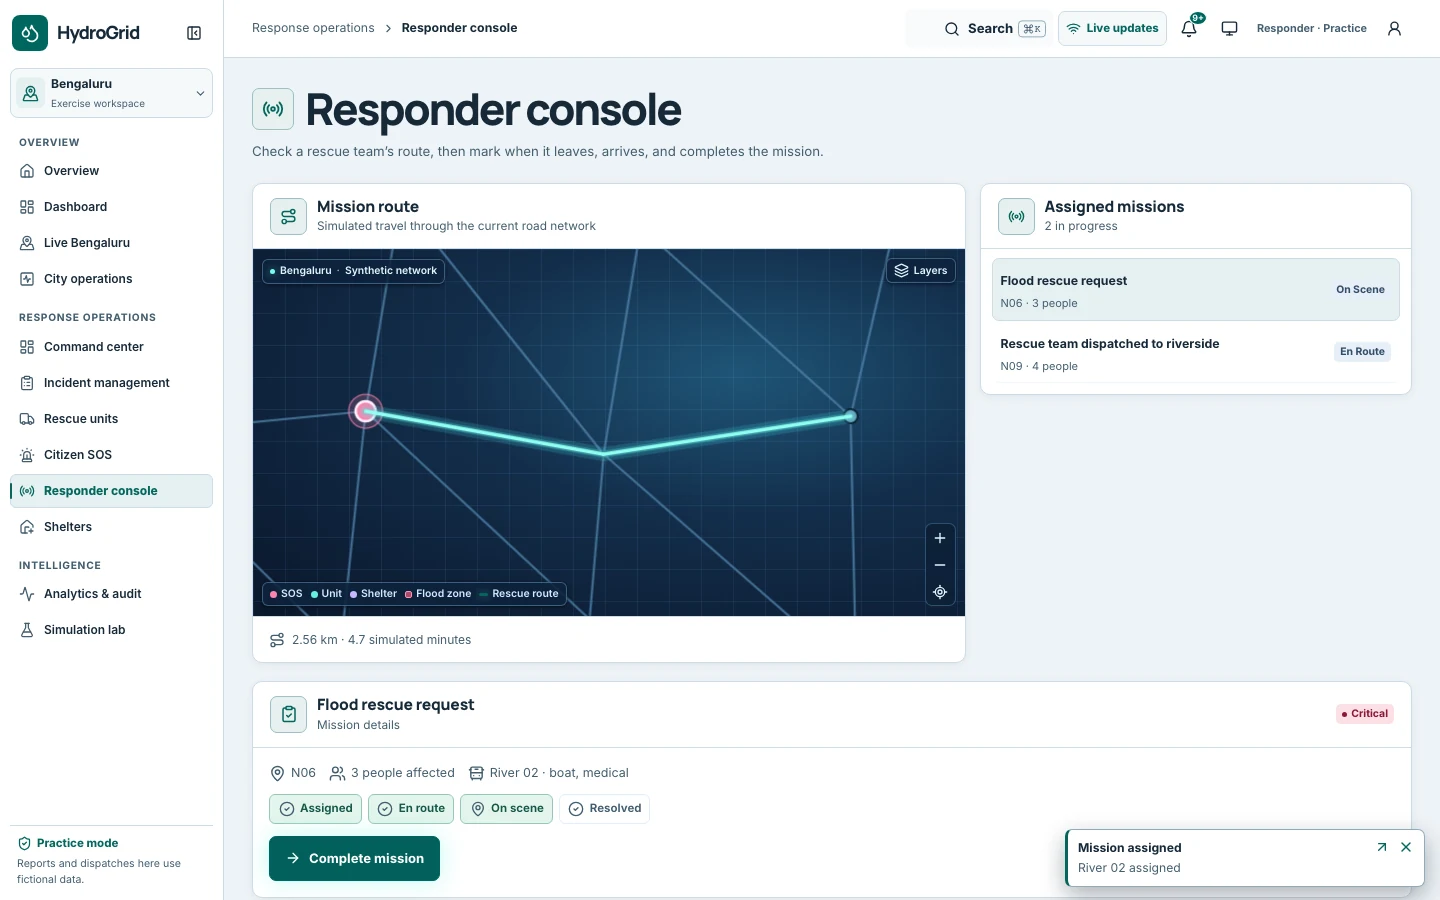 HydroGrid
Bengaluru
Exercise workspace
OVERVIEW
Overview
Dashboard
Live Bengaluru
City operations
RESPONSE OPERATIONS
Command center
Incident management
Rescue units
Citizen SOS
Responder console
Shelters
INTELLIGENCE
Analytics & audit
Simulation lab
Practice mode
Reports and dispatches here use
fictional data.
Response operations > Responder console
Search ⌘K
Live updates
9+
Responder · Practice
Responder console
Check a rescue team's route, then mark when it leaves, arrives, and completes the mission.
Mission route
Simulated travel through the current road network
Bengaluru · Synthetic network
Layers
SOS Unit Shelter Flood zone Rescue route
2.56 km · 4.7 simulated minutes
Assigned missions
2 in progress
Flood rescue request
N06 · 3 people
On Scene
Rescue team dispatched to riverside
N09 · 4 people
En Route
Flood rescue request
Mission details
Critical
N06 3 people affected River 02 · boat, medical
Assigned En route On scene Resolved
Complete mission
Mission assigned
River 02 assigned